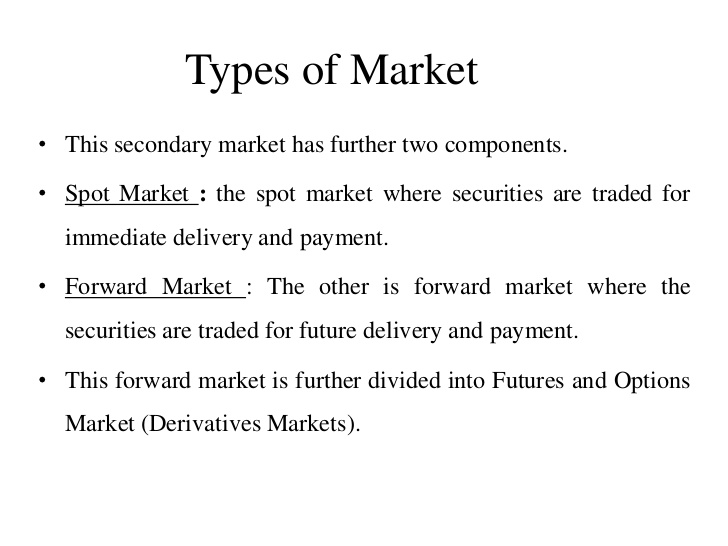 Types of Market
• This secondary market has further two components.
• Spot Market : the spot market where securities are traded for
immediate delivery and payment.
• Forward Market : The other is forward market where the
securities are traded for future delivery and payment.
• This forward market is further divided into Futures and Options
Market (Derivatives Markets).